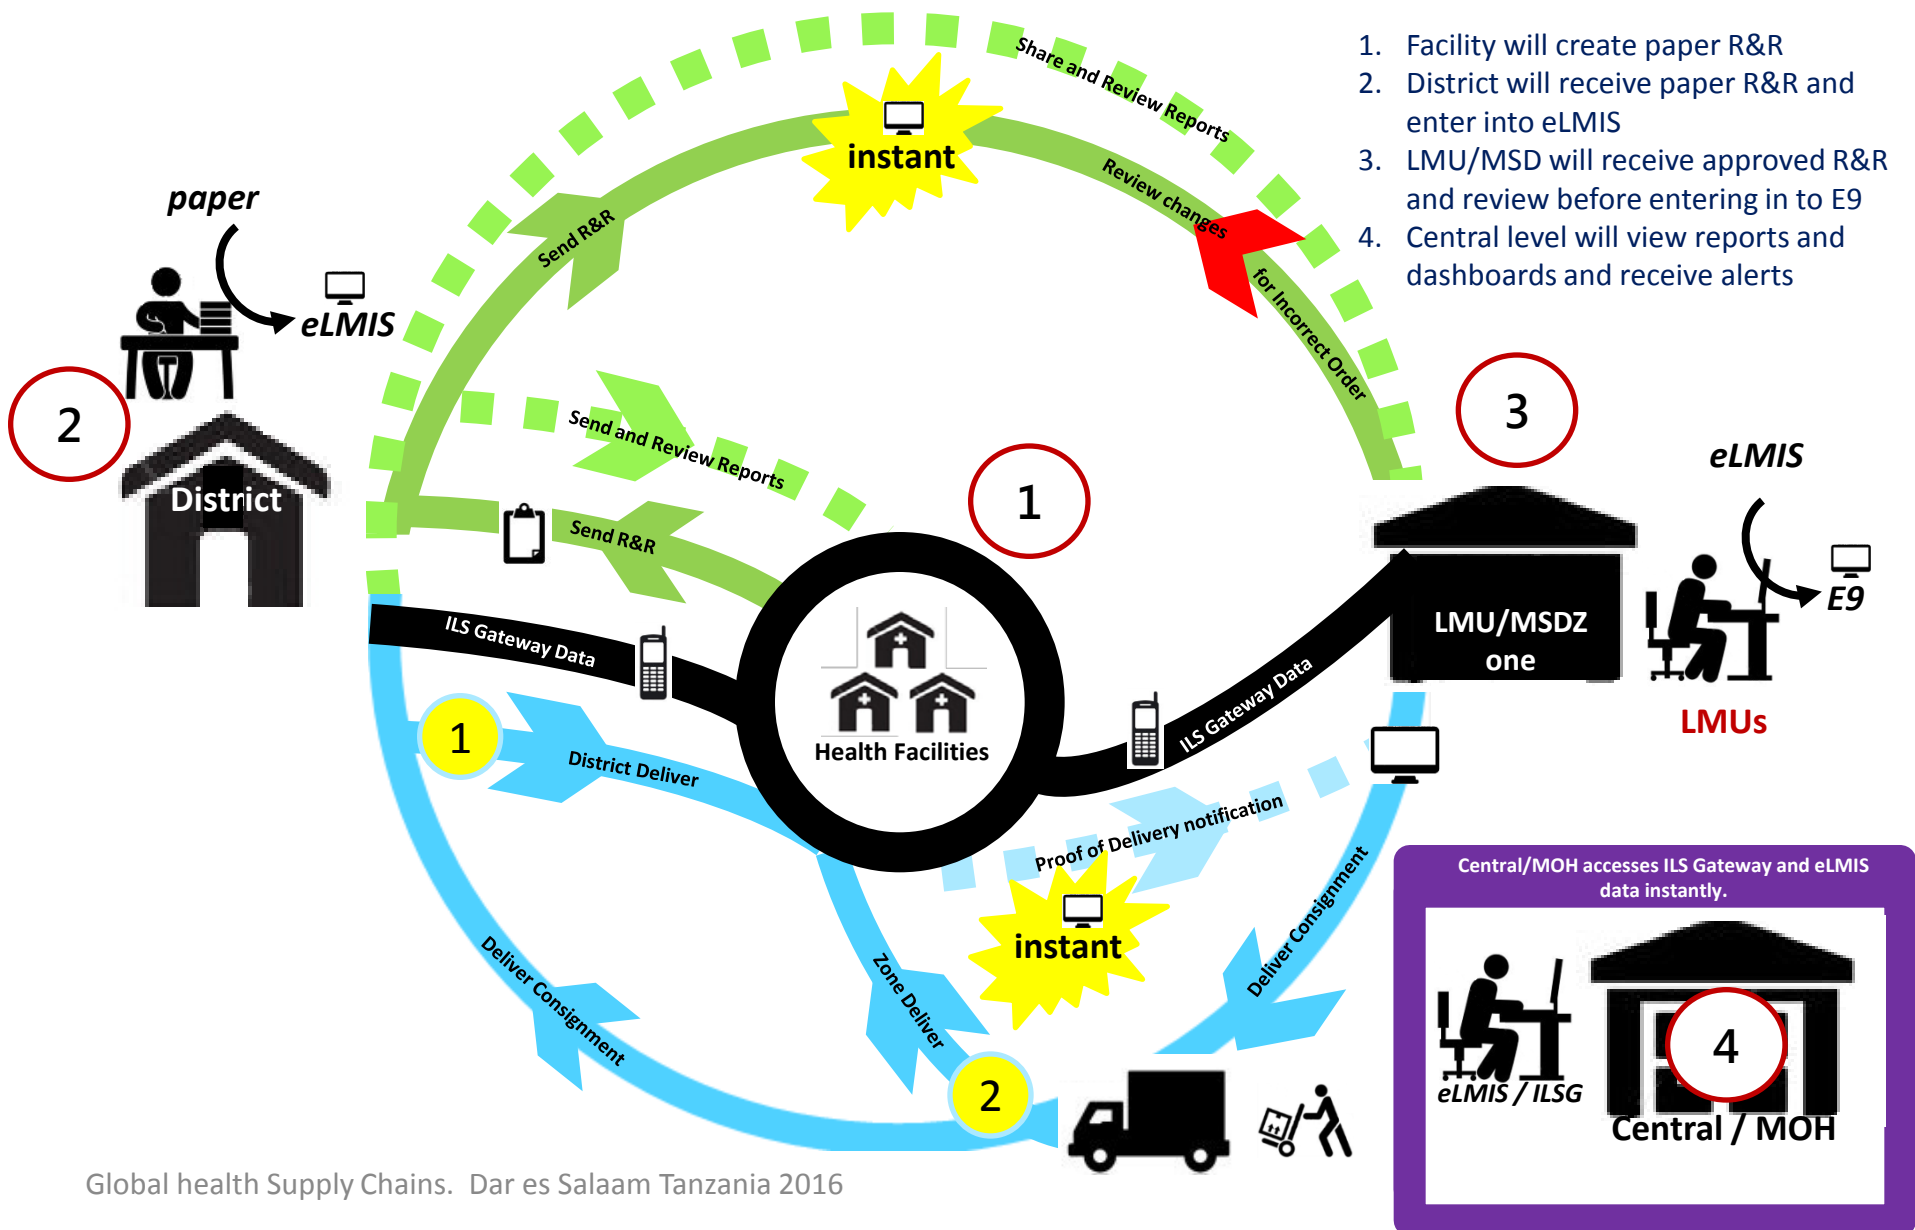 1. Facility will create paper R&R
2. District will receive paper R&R and
enter into eLMIS
3. LMU/MSD will receive approved R&R
and review before entering in to E9
4. Central level will view reports and
dashboards and receive alerts
Share and Review Reports
instant
Review changes
for Incorrect Order
Send R&R
paper
eLMIS
2
District
Send and Review Reports
Send R&R
1
3
eLMIS
E9
LMU/MSDZ
one
LMUs
ILS Gateway Data
Health Facilities
ILS Gateway Data
1
District Deliver
Proof of Delivery notification
instant
Deliver Consignment
Zone Deliver
Deliver Consignment
2
Central/MOH accesses ILS Gateway and eLMIS
data instantly.
4
eLMIS / ILSG
Central / MOH
Global health Supply Chains. Dar es Salaam Tanzania 2016